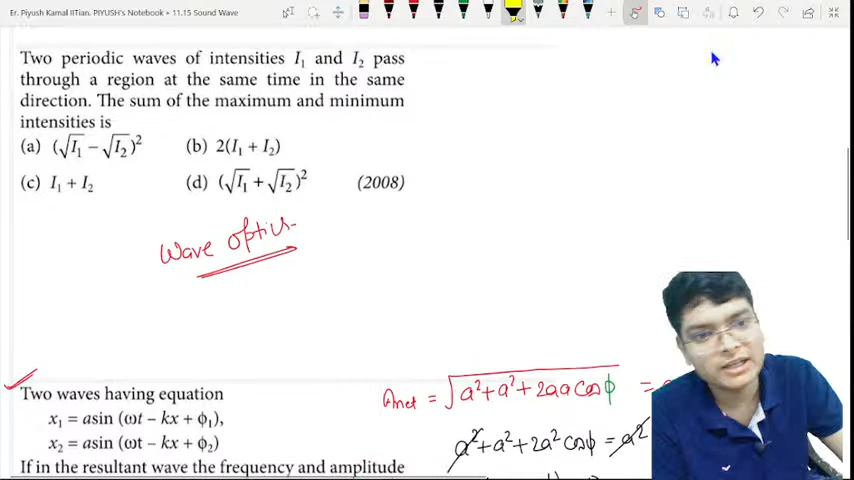 Er. Piyush Kamal IITian. PIYUSH's Notebook » 11.15 Sound Wave
Two periodic waves of intensities I₁ and I₂ pass
through a region at the same time in the same
direction. The sum of the maximum and minimum
intensities is
(a) (√I₁ − √I₂)² (b) 2(I₁ + I₂)
(c) I₁ + I₂ (d) (√I₁ + √I₂)² (2008)
Wave optics
Two waves having equation
x₁ = asin (ωt − kx + ϕ₁),
x₂ = asin (ωt − kx + ϕ₂)
If in the resultant wave the frequency and amplitude
Anet = √a²+a²+2aa cosϕ =
a²+a²+2a² cosϕ = a²